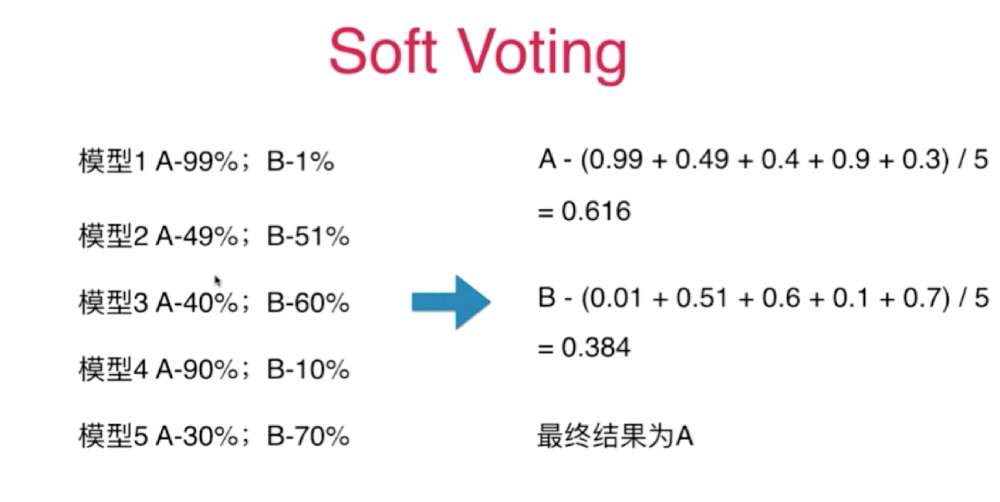 Soft Voting
模型1 A-99%；B-1%
模型2 A-49%；B-51%
模型3 A-40%；B-60%
模型4 A-90%；B-10%
模型5 A-30%；B-70%
A - (0.99 + 0.49 + 0.4 + 0.9 + 0.3) / 5
= 0.616
B - (0.01 + 0.51 + 0.6 + 0.1 + 0.7) / 5
= 0.384
最终结果为A